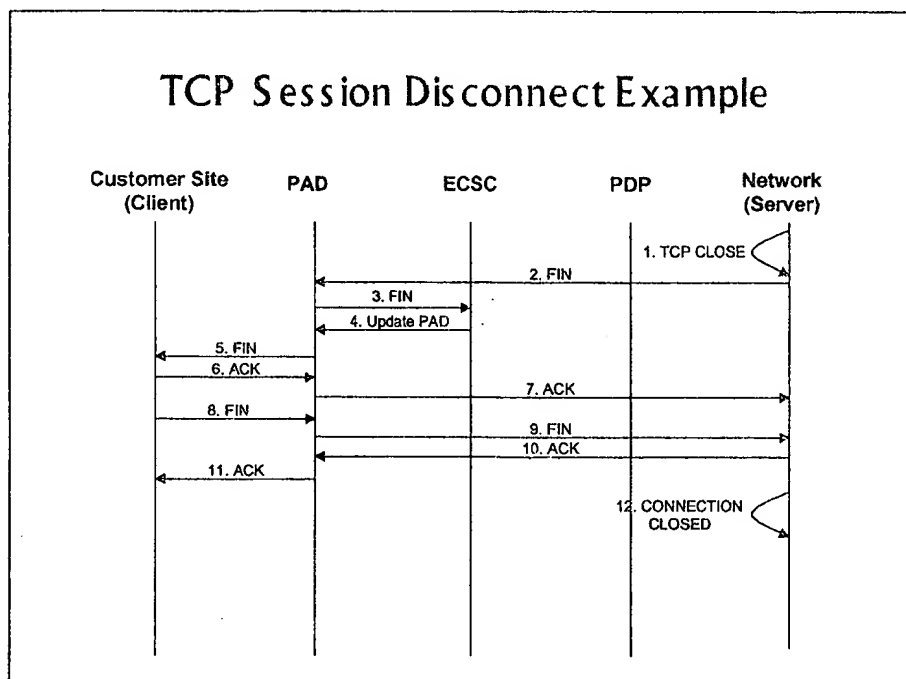 TCP Session Disconnect Example
Customer Site
(Client)
PAD
ECSC
PDP
Network
(Server)
1. TCP CLOSE
2. FIN
3. FIN
4. Update PAD
5. FIN
6. ACK
7. ACK
8. FIN
9. FIN
10. ACK
11. ACK
12. CONNECTION
CLOSED